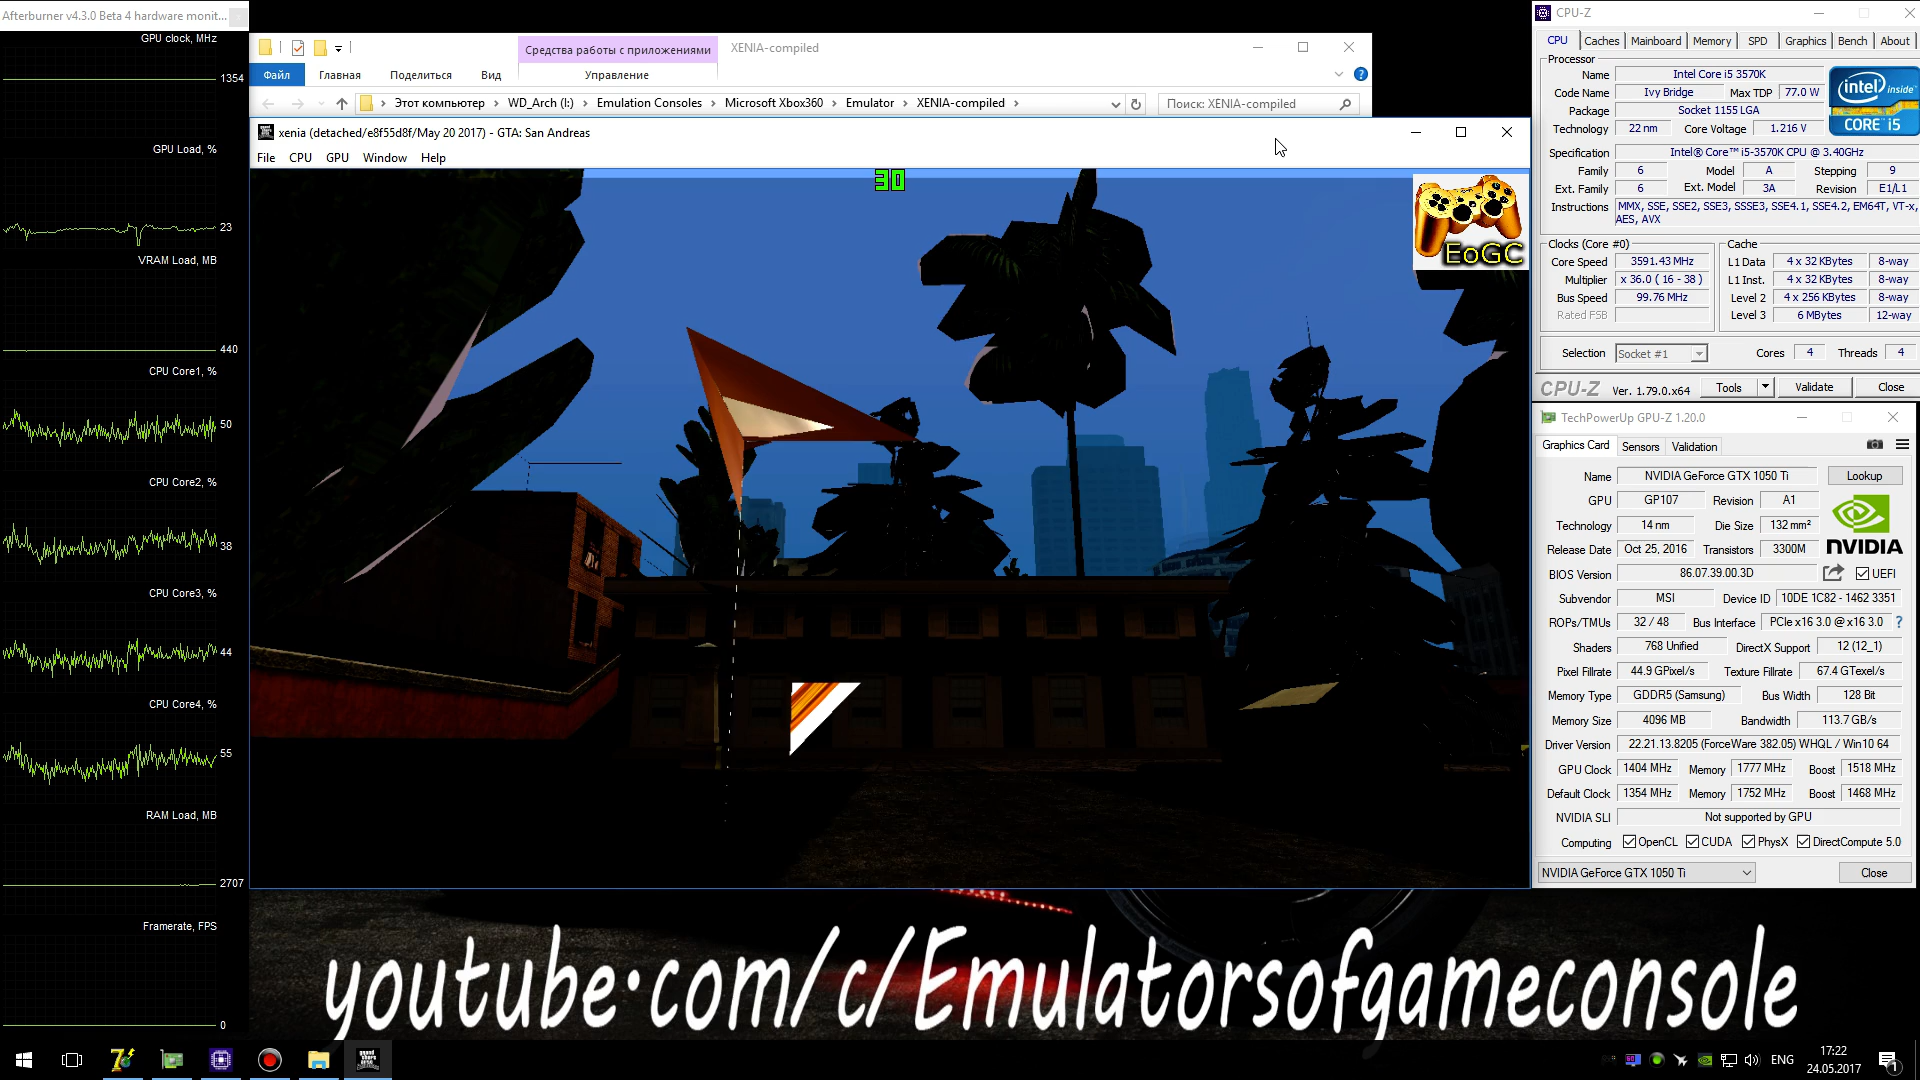 Afterburner v4.3.0 Beta 4 hardware monit...
GPU clock, MHz
1354
GPU Load, %
23
VRAM Load, MB
440
CPU Core1, %
50
CPU Core2, %
38
CPU Core3, %
44
CPU Core4, %
55
RAM Load, MB
2707
Framerate, FPS
0
Средства работы с приложениями XENIA-compiled
Файл Главная Поделиться Вид Управление
Этот компьютер WD_Arch (I:) Emulation Consoles Microsoft Xbox360 Emulator XENIA-compiled Поиск: XENIA-compiled
xenia (detached/e8f55d8f/May 20 2017) - GTA: San Andreas
File CPU GPU Window Help
30
EoGC
CPU-Z
CPU Caches Mainboard Memory SPD Graphics Bench About
Processor
Name Intel Core i5 3570K
Code Name Ivy Bridge Max TDP 77.0 W
Package Socket 1155 LGA
Technology 22 nm Core Voltage 1.216 V
intel inside
CORE i5
Specification Intel® Core™ i5-3570K CPU @ 3.40GHz
Family 6 Model A Stepping 9
Ext. Family 6 Ext. Model 3A Revision E1/L1
Instructions MMX, SSE, SSE2, SSE3, SSSE3, SSE4.1, SSE4.2, EM64T, VT-x,
AES, AVX
Clocks (Core #0) Cache
Core Speed 3591.43 MHz L1 Data 4 x 32 KBytes 8-way
Multiplier x 36.0 ( 16 - 38 ) L1 Inst. 4 x 32 KBytes 8-way
Bus Speed 99.76 MHz Level 2 4 x 256 KBytes 8-way
Rated FSB Level 3 6 MBytes 12-way
Selection Socket #1 Cores 4 Threads 4
CPU-Z Ver. 1.79.0.x64 Tools Validate Close
TechPowerUp GPU-Z 1.20.0
Graphics Card Sensors Validation
Name NVIDIA GeForce GTX 1050 Ti Lookup
GPU GP107 Revision A1
Technology 14 nm Die Size 132 mm²
Release Date Oct 25, 2016 Transistors 3300M
NVIDIA
BIOS Version 86.07.39.00.3D UEFI
Subvendor MSI Device ID 10DE 1C82 - 1462 3351
ROPs/TMUs 32 / 48 Bus Interface PCIe x16 3.0 @ x16 3.0 ?
Shaders 768 Unified DirectX Support 12 (12_1)
Pixel Fillrate 44.9 GPixel/s Texture Fillrate 67.4 GTexel/s
Memory Type GDDR5 (Samsung) Bus Width 128 Bit
Memory Size 4096 MB Bandwidth 113.7 GB/s
Driver Version 22.21.13.8205 (ForceWare 382.05) WHQL / Win10 64
GPU Clock 1404 MHz Memory 1777 MHz Boost 1518 MHz
Default Clock 1354 MHz Memory 1752 MHz Boost 1468 MHz
NVIDIA SLI Not supported by GPU
Computing OpenCL CUDA PhysX DirectCompute 5.0
NVIDIA GeForce GTX 1050 Ti Close
youtube.com/c/Emulatorsofgameconsole
ENG 17:22
24.05.2017
1